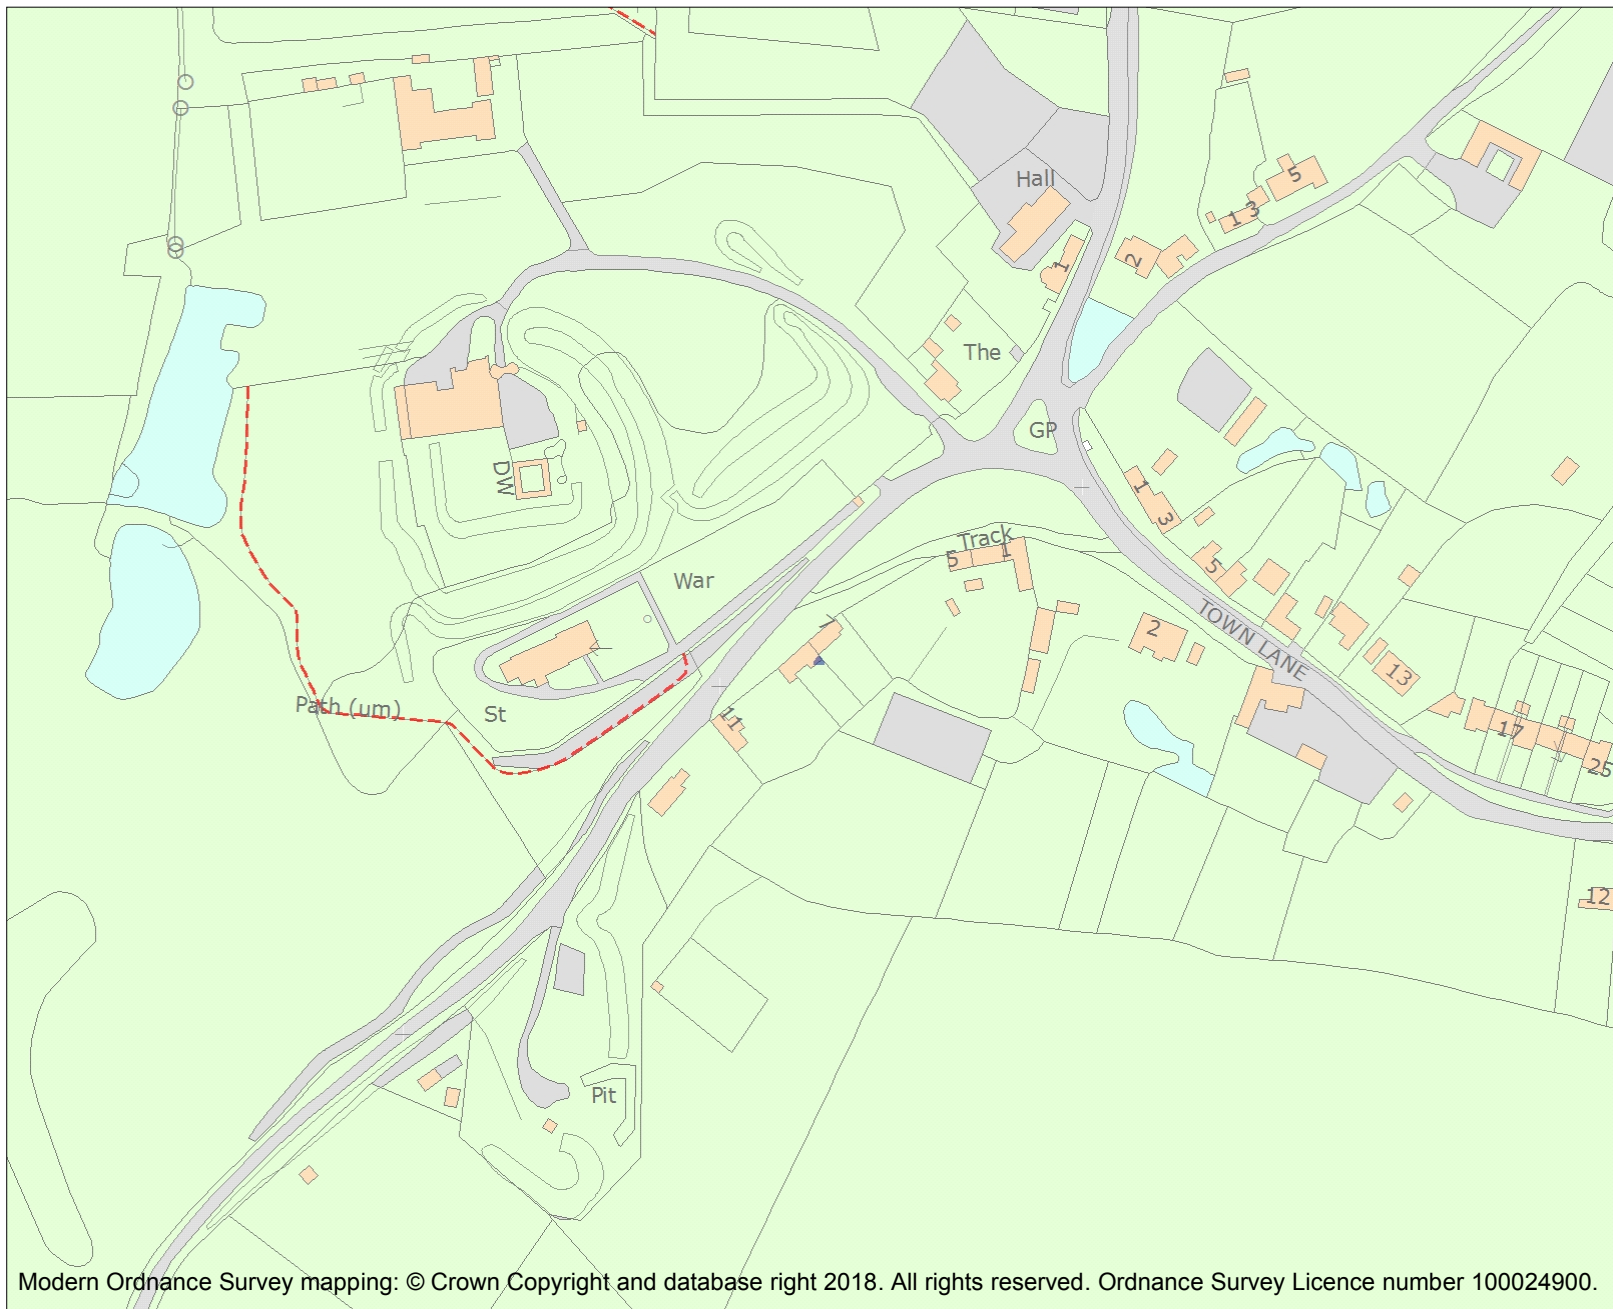 Hall
5
1 3
2
1
The
GP
DW
1
3
Track
5
1
5
War
7
2
TOWN LANE
13
Path (um)
St
11
17
25
12
Pit
Modern Ordnance Survey mapping: © Crown Copyright and database right 2018. All rights reserved. Ordnance Survey Licence number 100024900.